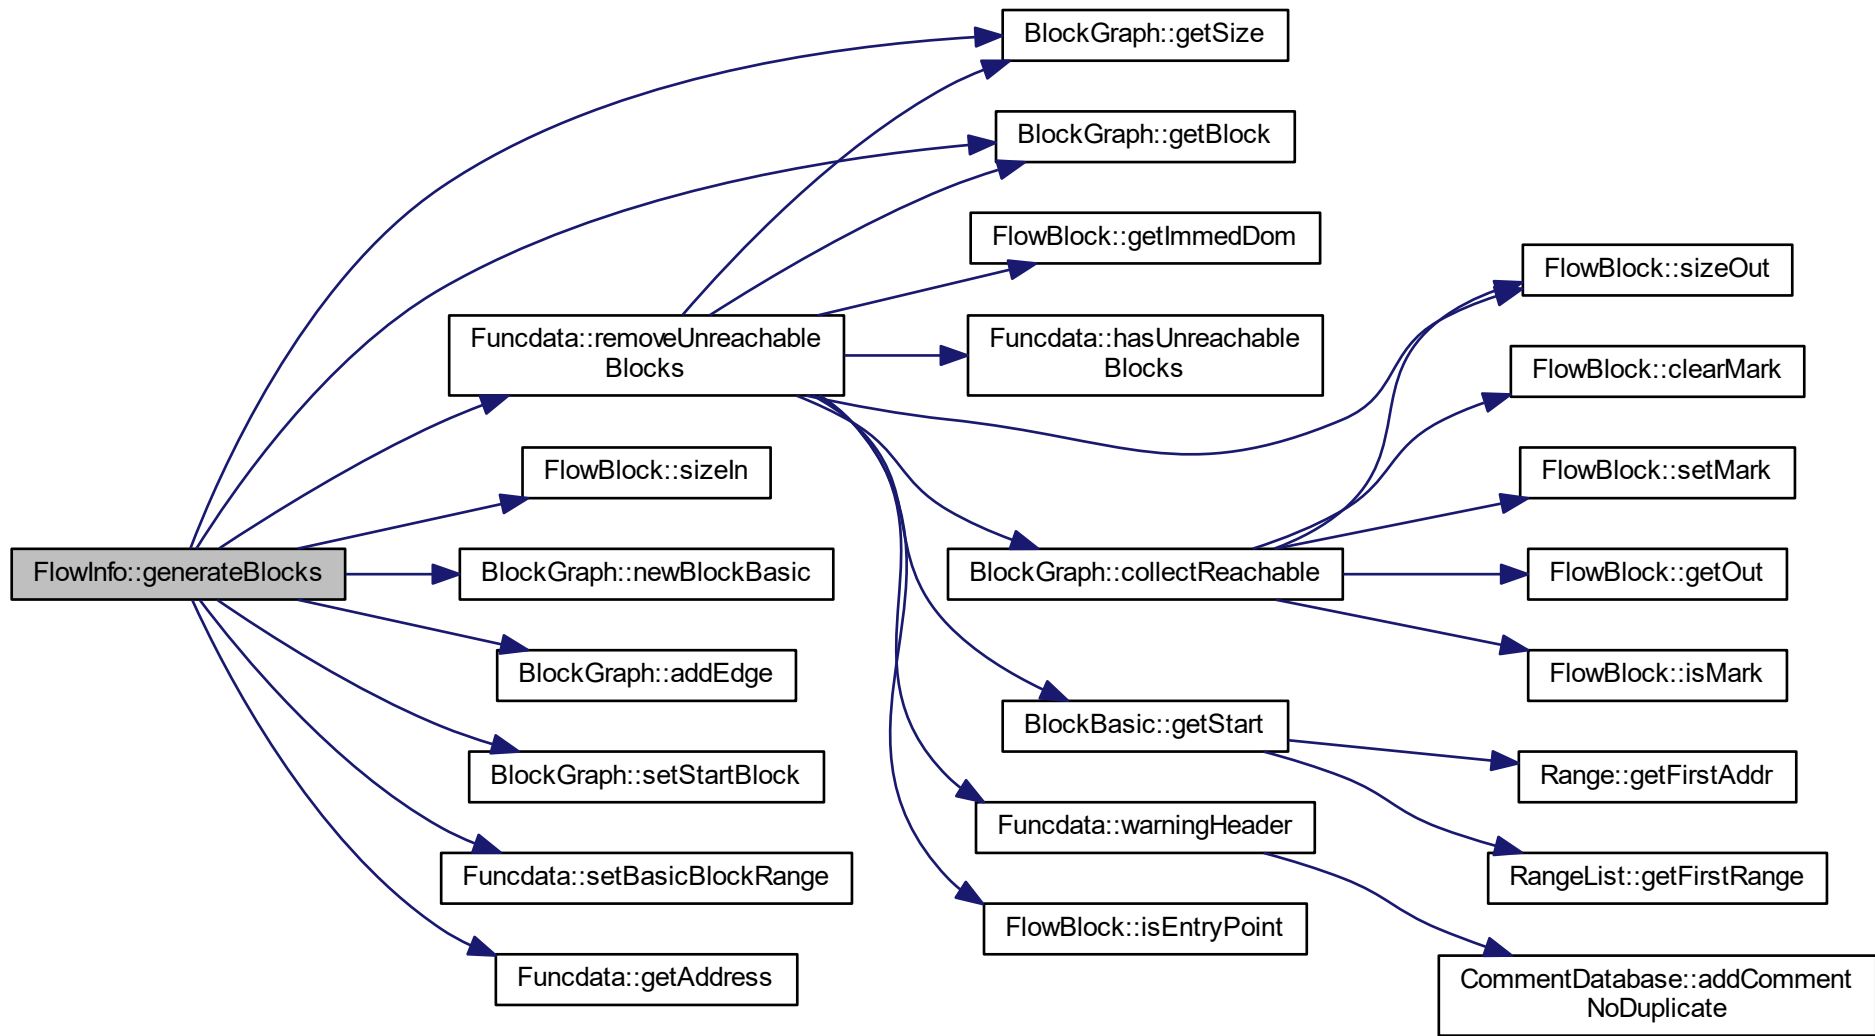 BlockGraph::getSize
BlockGraph::getBlock
FlowBlock::getImmedDom
FlowBlock::sizeOut
Funcdata::removeUnreachable
Blocks
Funcdata::hasUnreachable
Blocks
FlowBlock::clearMark
FlowBlock::sizeIn
FlowBlock::setMark
FlowInfo::generateBlocks
BlockGraph::newBlockBasic
BlockGraph::collectReachable
FlowBlock::getOut
BlockGraph::addEdge
FlowBlock::isMark
BlockBasic::getStart
BlockGraph::setStartBlock
Range::getFirstAddr
Funcdata::warningHeader
Funcdata::setBasicBlockRange
RangeList::getFirstRange
FlowBlock::isEntryPoint
Funcdata::getAddress
CommentDatabase::addComment
NoDuplicate